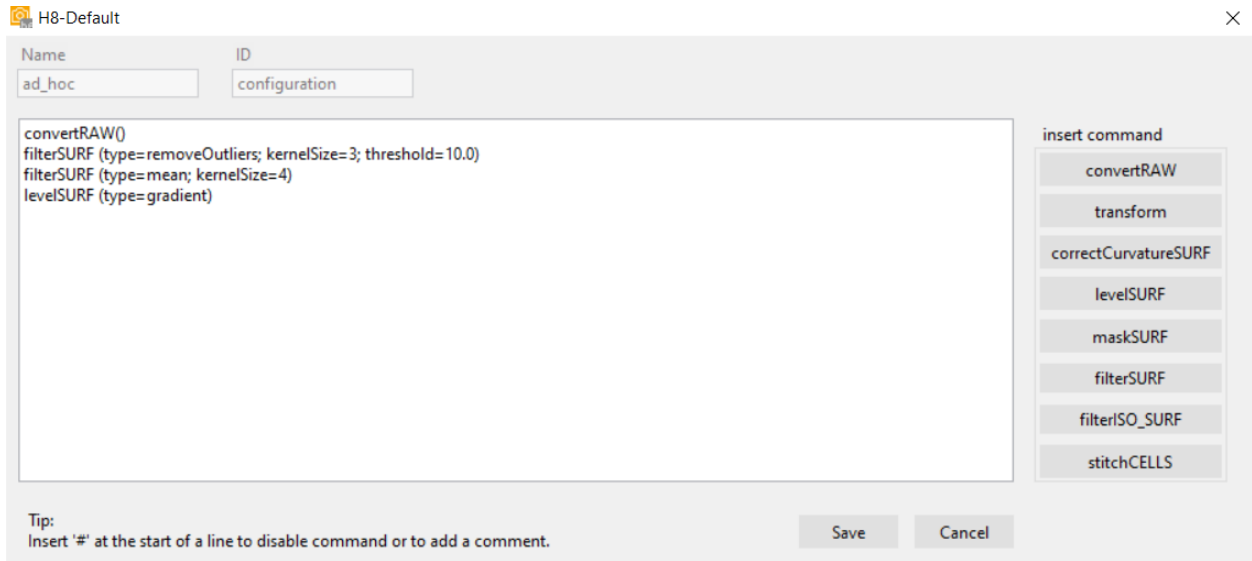 H8-Default
Name
ID
ad_hoc
configuration
convertRAW()
filterSURF (type=removeOutliers; kernelSize=3; threshold=10.0)
filterSURF (type=mean; kernelSize=4)
levelSURF (type=gradient)
insert command
convertRAW
transform
correctCurvatureSURF
levelSURF
maskSURF
filterSURF
filterISO_SURF
stitchCELLS
Tip:
Insert '#' at the start of a line to disable command or to add a comment.
Save
Cancel